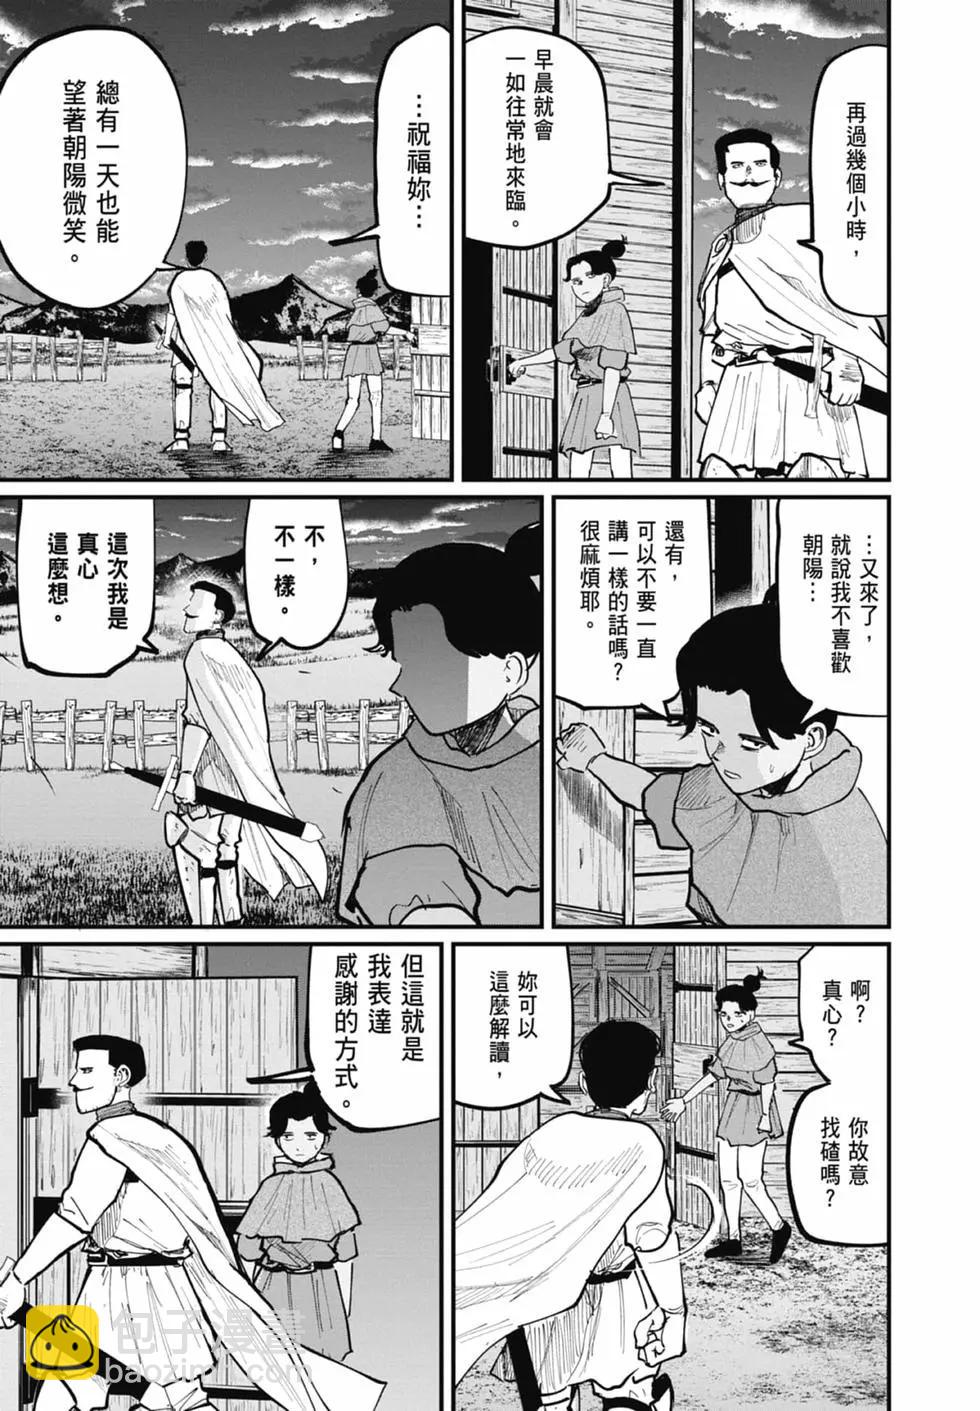 再過幾個小時，
早晨就會
一如往常地來臨。
…祝福妳…
總有一天也能
望著朝陽微笑。
…又來了，
就說我不喜歡
朝陽…
還有，
可以不要一直
講一樣的話嗎？
很麻煩耶。
不，
不一樣。
這次我是
真心
這麼想。
啊？
真心？
你故意
找碴嗎？
妳可以
這麼解讀，
但這就是
我表達
感謝的方式。
包子漫畫
baozimh.com